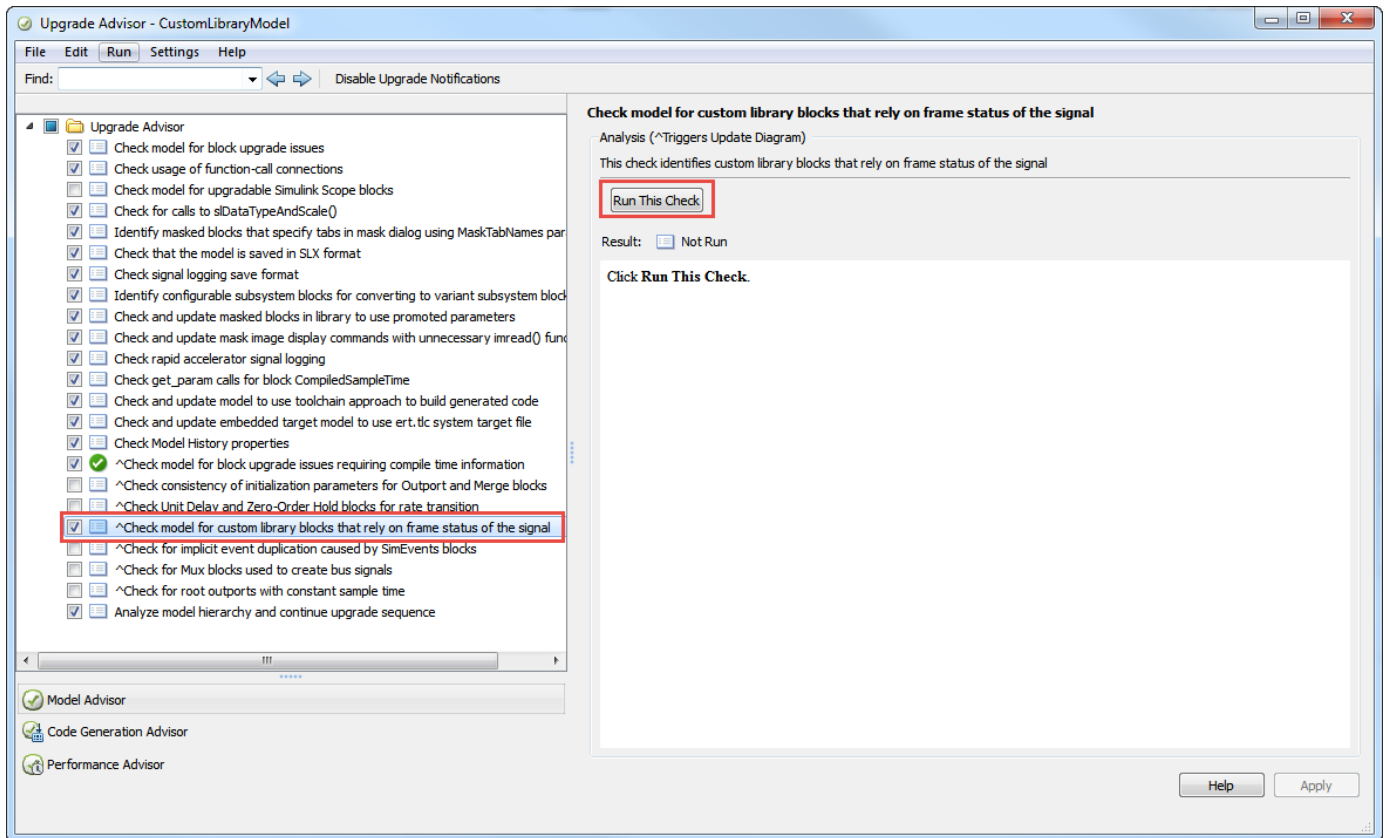 Upgrade Advisor - CustomLibraryModel
File Edit Run Settings Help
Find: Disable Upgrade Notifications
Upgrade Advisor
Check model for block upgrade issues
Check usage of function-call connections
Check model for upgradable Simulink Scope blocks
Check for calls to slDataTypeAndScale()
Identify masked blocks that specify tabs in mask dialog using MaskTabNames par
Check that the model is saved in SLX format
Check signal logging save format
Identify configurable subsystem blocks for converting to variant subsystem block
Check and update masked blocks in library to use promoted parameters
Check and update mask image display commands with unnecessary imread() func
Check rapid accelerator signal logging
Check get_param calls for block CompiledSampleTime
Check and update model to use toolchain approach to build generated code
Check and update embedded target model to use ert.tlc system target file
Check Model History properties
^Check model for block upgrade issues requiring compile time information
^Check consistency of initialization parameters for Outport and Merge blocks
^Check Unit Delay and Zero-Order Hold blocks for rate transition
^Check model for custom library blocks that rely on frame status of the signal
^Check for implicit event duplication caused by SimEvents blocks
^Check for Mux blocks used to create bus signals
^Check for root outports with constant sample time
Analyze model hierarchy and continue upgrade sequence
Model Advisor
Code Generation Advisor
Performance Advisor
Check model for custom library blocks that rely on frame status of the signal
Analysis (^Triggers Update Diagram)
This check identifies custom library blocks that rely on frame status of the signal
Run This Check
Result: Not Run
Click Run This Check.
Help Apply